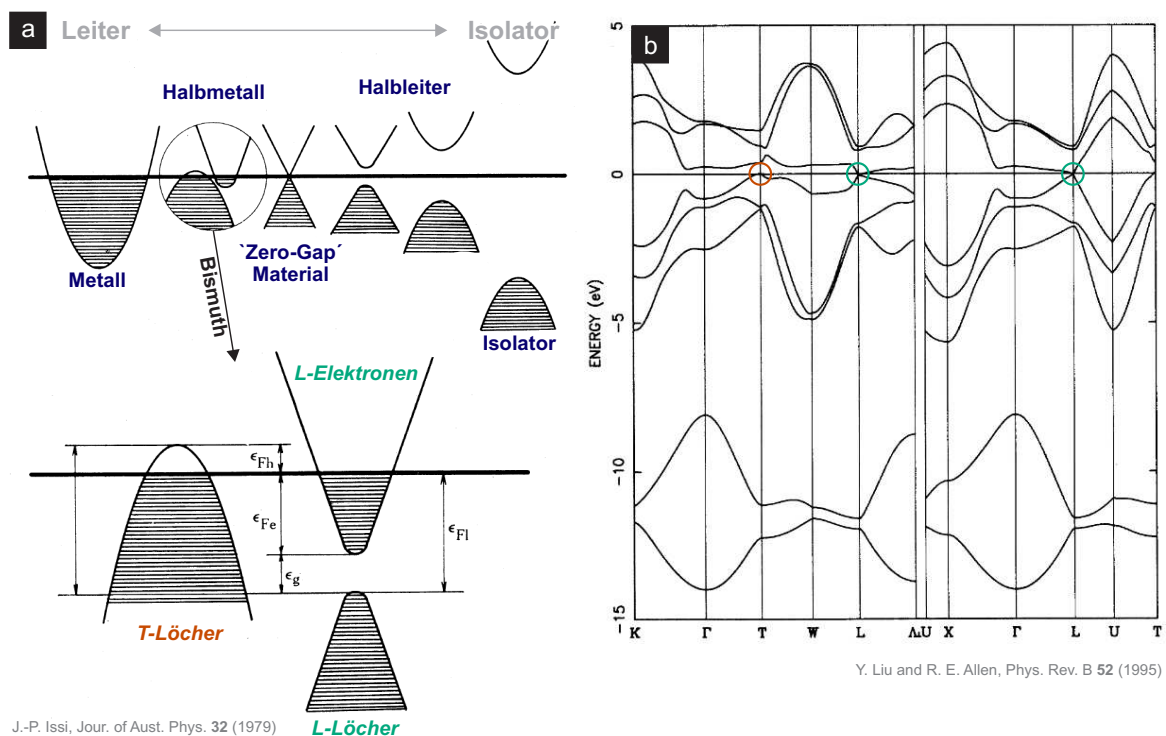 a
Leiter
Isolator
Halbmetall
Halbleiter
Metall
`Zero-Gap´
Material
Bismuth
Isolator
L-Elektronen
ϵFh
ϵFe
ϵFl
ϵg
T-Löcher
L-Löcher
J.-P. Issi, Jour. of Aust. Phys. 32 (1979)
b
ENERGY (eV)
5
0
-5
-10
-15
K Γ T W L Λ U X Γ L U T
Y. Liu and R. E. Allen, Phys. Rev. B 52 (1995)